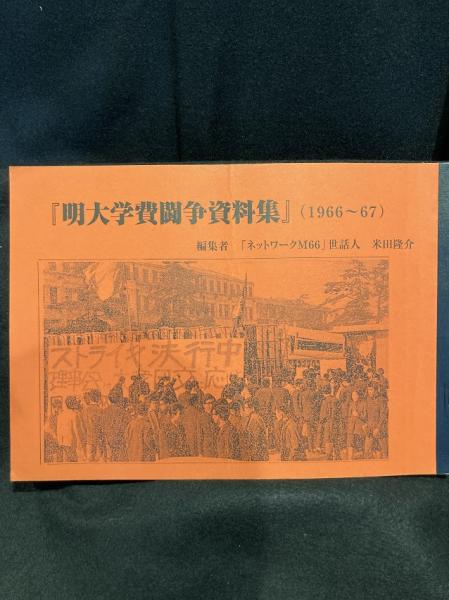 『明大学費闘争資料集』(1966～67)
編集者 「ネットワークM66」世話人 米田隆介
ストライキ決行中